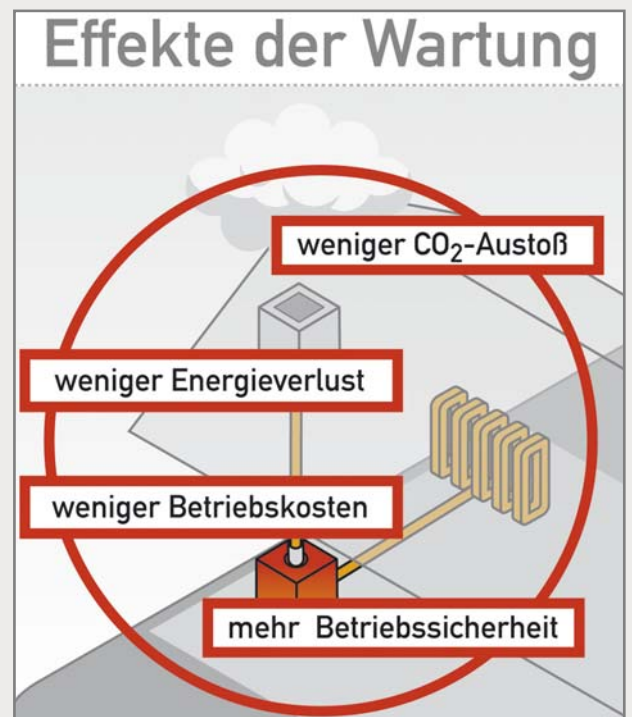 Effekte der Wartung
weniger CO₂-Austoß
weniger Energieverlust
weniger Betriebskosten
mehr Betriebssicherheit